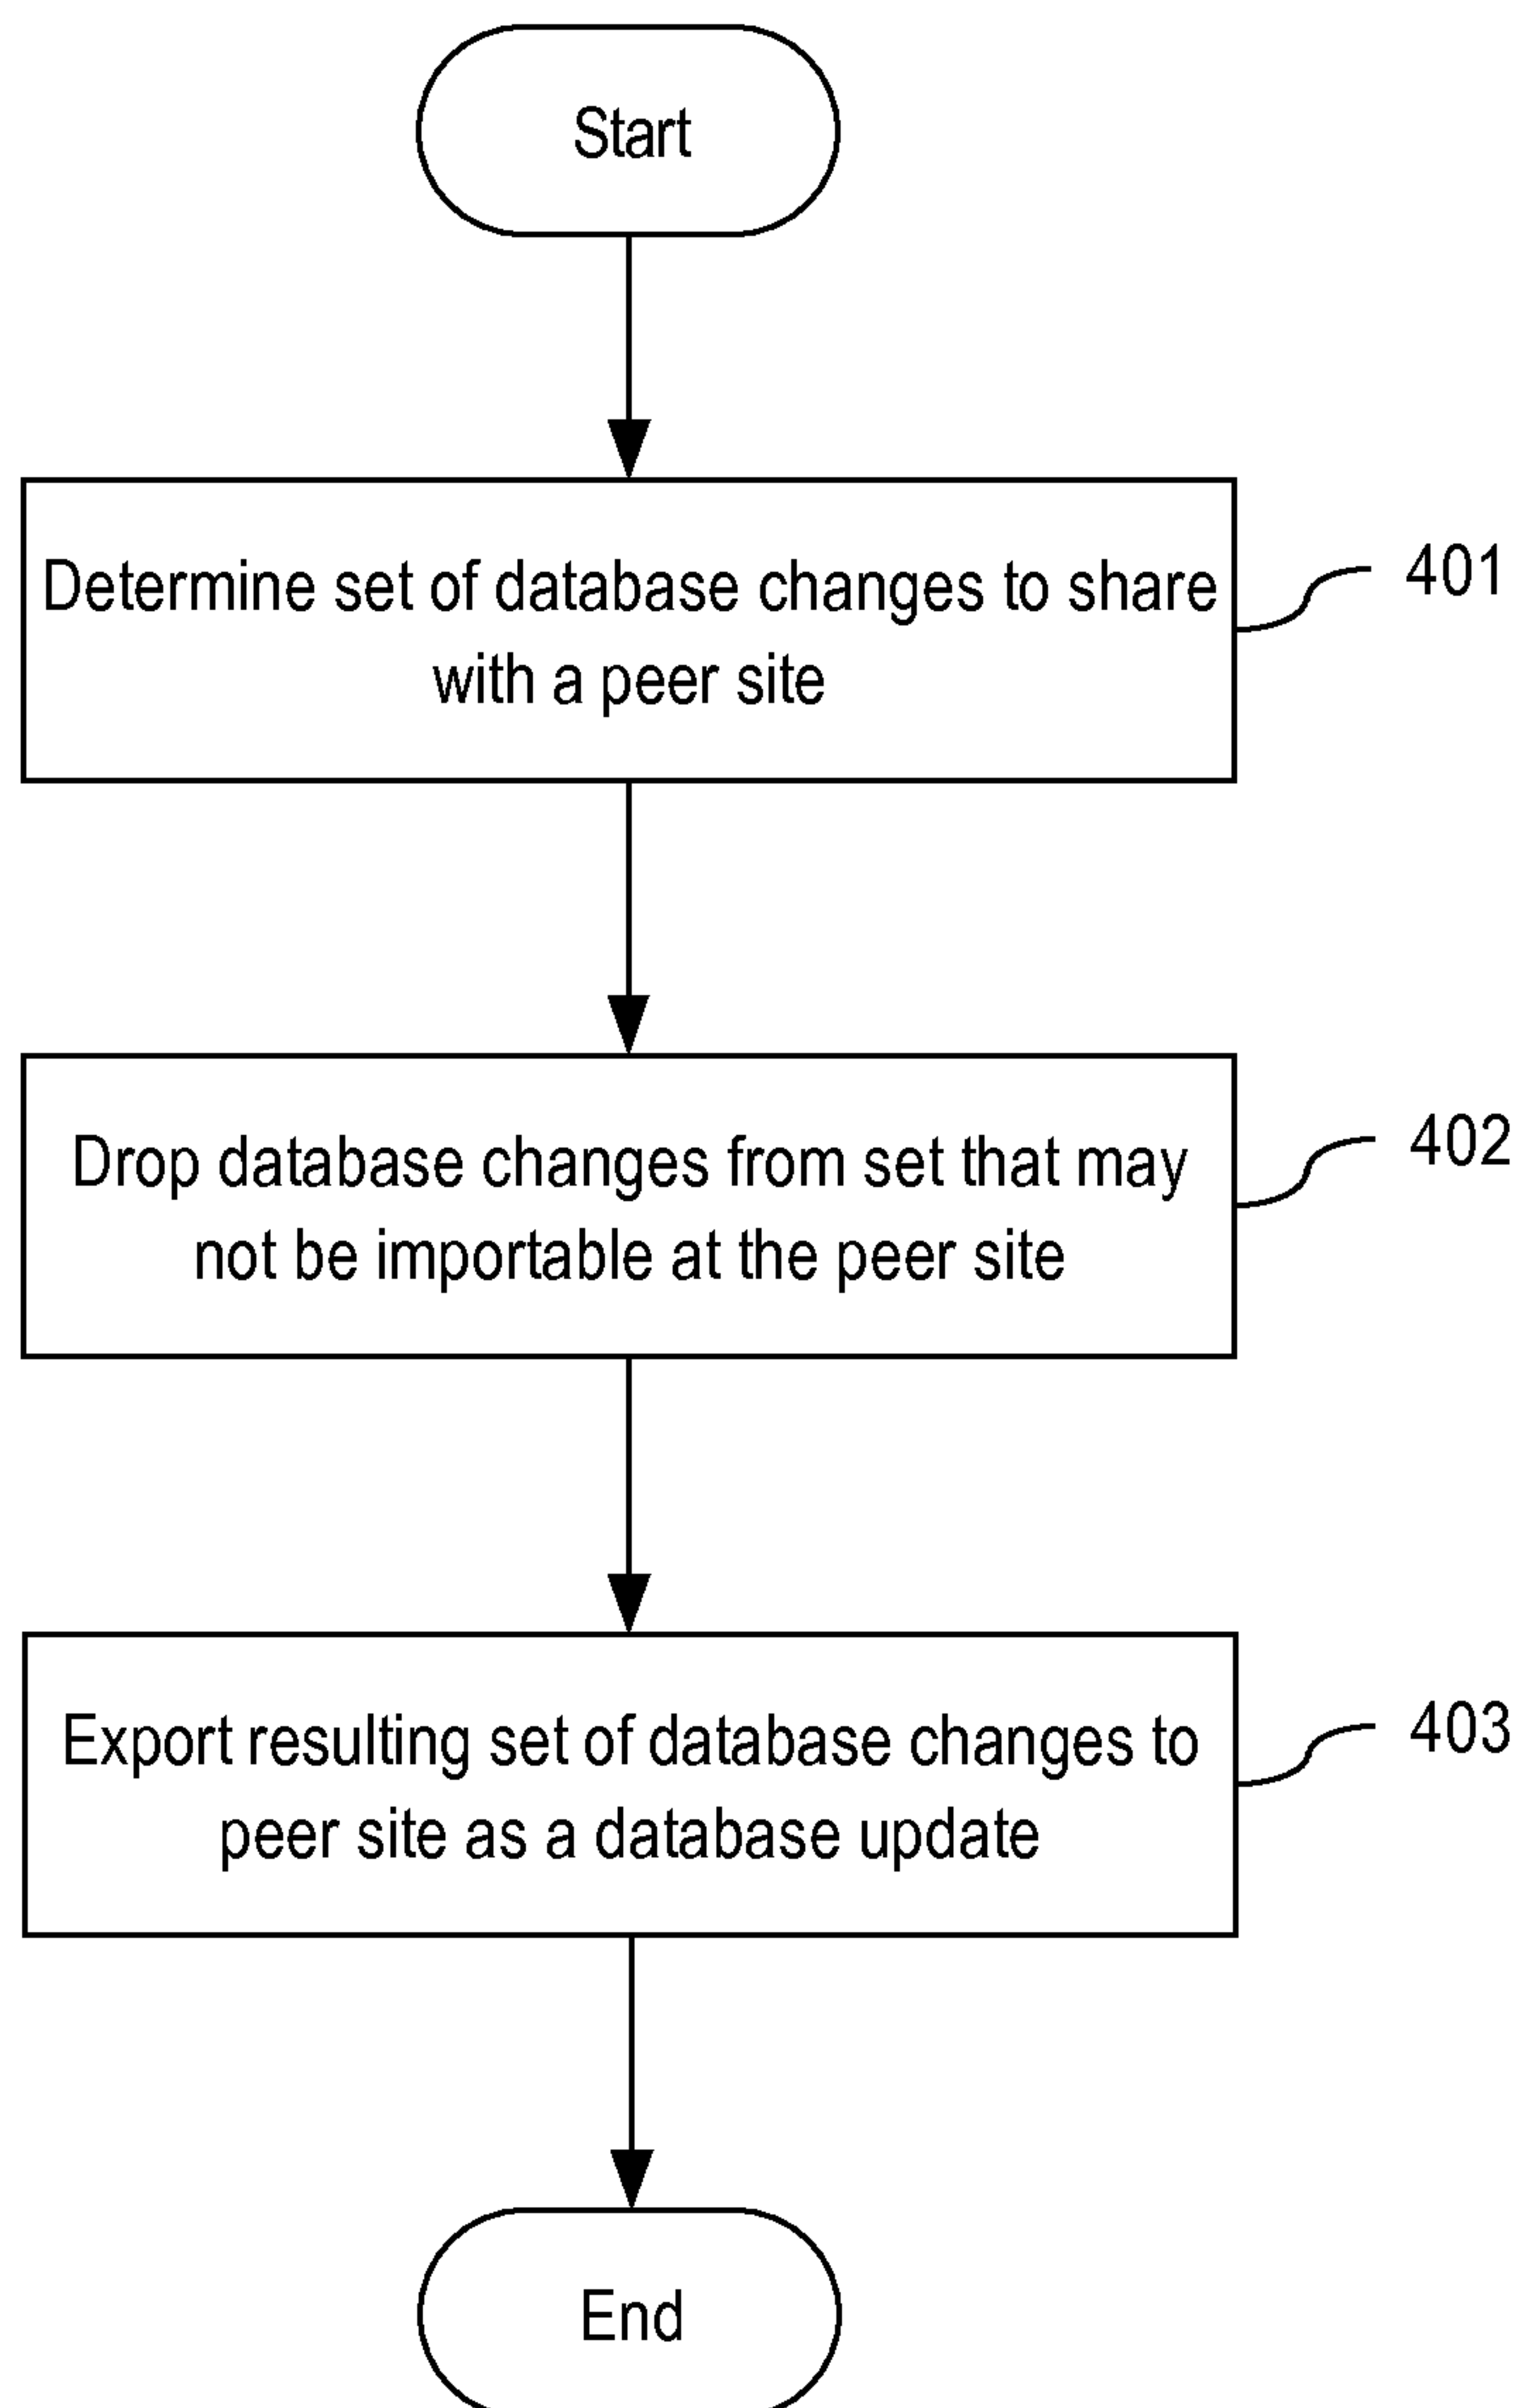 Start
Determine set of database changes to share
with a peer site
401
Drop database changes from set that may
not be importable at the peer site
402
Export resulting set of database changes to
peer site as a database update
403
End